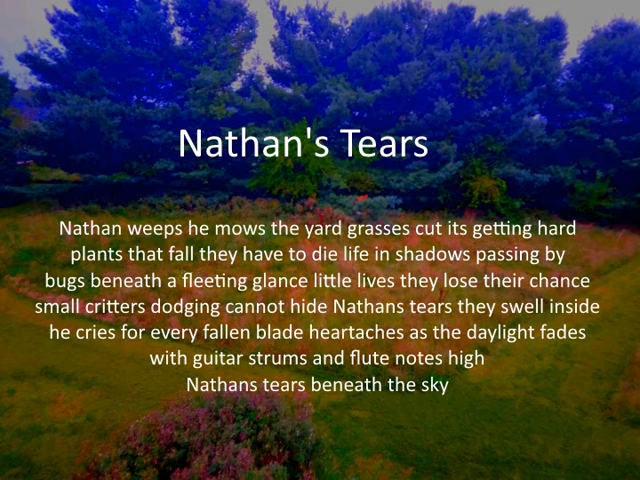 Nathan's Tears
Nathan weeps he mows the yard grasses cut its getting hard
plants that fall they have to die life in shadows passing by
bugs beneath a fleeting glance little lives they lose their chance
small critters dodging cannot hide Nathans tears they swell inside
he cries for every fallen blade heartaches as the daylight fades
with guitar strums and flute notes high
Nathans tears beneath the sky